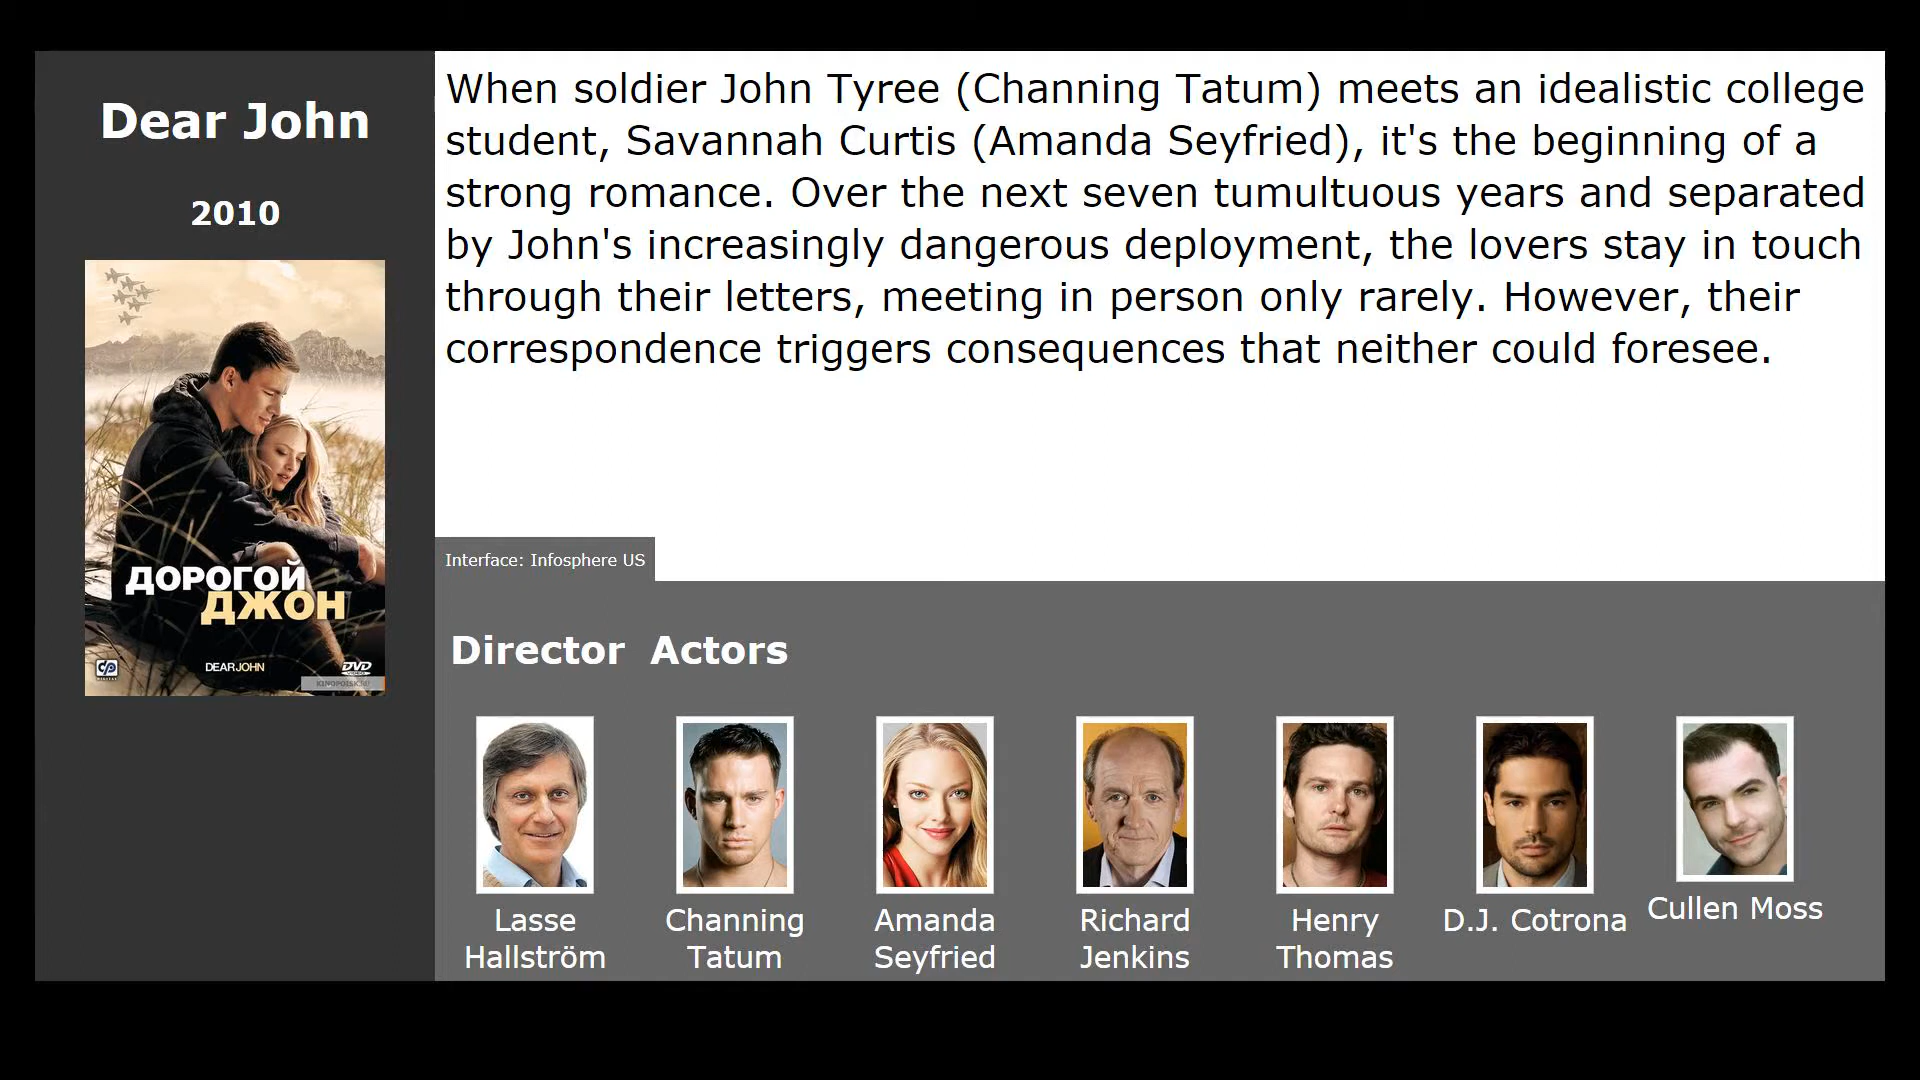 Dear John
2010
ДОРОГОЙ
ДЖОН
DEAR JOHN
DVD
KINOPOISK.RU
When soldier John Tyree (Channing Tatum) meets an idealistic college
student, Savannah Curtis (Amanda Seyfried), it's the beginning of a
strong romance. Over the next seven tumultuous years and separated
by John's increasingly dangerous deployment, the lovers stay in touch
through their letters, meeting in person only rarely. However, their
correspondence triggers consequences that neither could foresee.
Interface: Infosphere US
Director Actors
Lasse
Hallström
Channing
Tatum
Amanda
Seyfried
Richard
Jenkins
Henry
Thomas
D.J. Cotrona
Cullen Moss